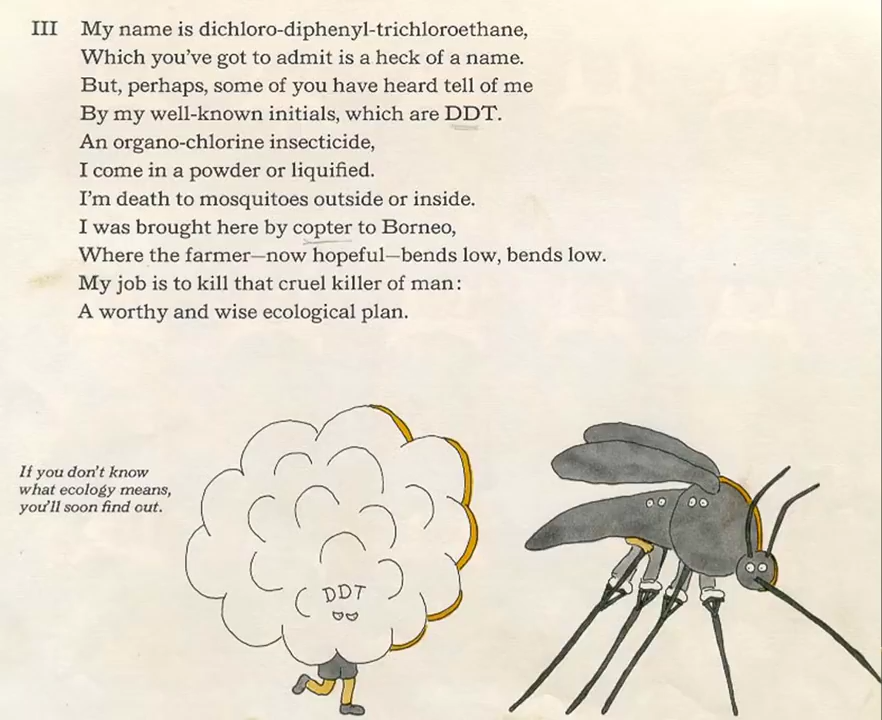 III My name is dichloro-diphenyl-trichloroethane,
Which you've got to admit is a heck of a name.
But, perhaps, some of you have heard tell of me
By my well-known initials, which are DDT.
An organo-chlorine insecticide,
I come in a powder or liquified.
I'm death to mosquitoes outside or inside.
I was brought here by copter to Borneo,
Where the farmer—now hopeful—bends low, bends low.
My job is to kill that cruel killer of man:
A worthy and wise ecological plan.
If you don't know
what ecology means,
you'll soon find out.
DDT